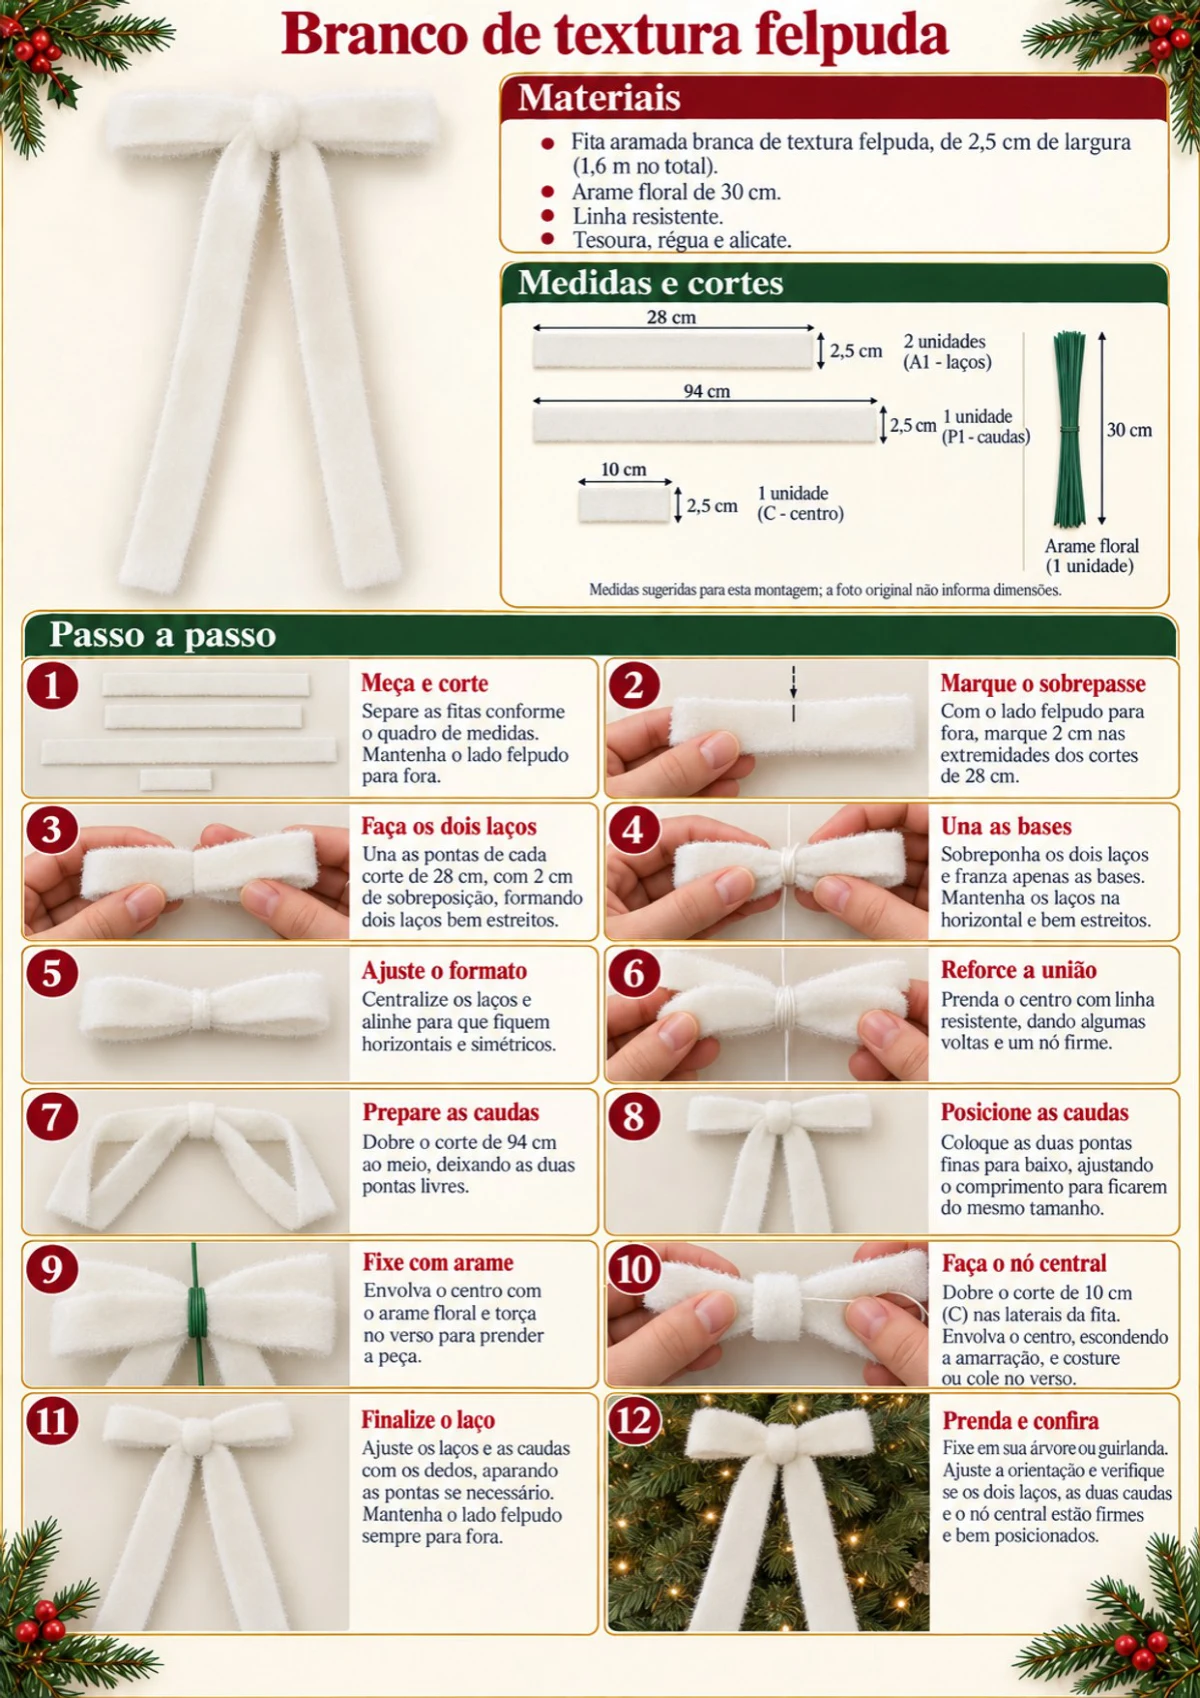 Branco de textura felpuda
Materiais
● Fita aramada branca de textura felpuda, de 2,5 cm de largura
(1,6 m no total).
● Arame floral de 30 cm.
● Linha resistente.
● Tesoura, régua e alicate.
Medidas e cortes
28 cm
2,5 cm
2 unidades
(A1 - laços)
94 cm
2,5 cm
1 unidade
(P1 - caudas)
10 cm
2,5 cm
1 unidade
(C - centro)
30 cm
Arame floral
(1 unidade)
Medidas sugeridas para esta montagem; a foto original não informa dimensões.
Passo a passo
1
Meça e corte
Separe as fitas conforme
o quadro de medidas.
Mantenha o lado felpudo
para fora.
2
Marque o sobrepasse
Com o lado felpudo para
fora, marque 2 cm nas
extremidades dos cortes
de 28 cm.
3
Faça os dois laços
Una as pontas de cada
corte de 28 cm, com 2 cm
de sobreposição, formando
dois laços bem estreitos.
4
Una as bases
Sobreponha os dois laços
e franza apenas as bases.
Mantenha os laços na
horizontal e bem estreitos.
5
Ajuste o formato
Centralize os laços e
alinhe para que fiquem
horizontais e simétricos.
6
Reforce a união
Prenda o centro com linha
resistente, dando algumas
voltas e um nó firme.
7
Prepare as caudas
Dobre o corte de 94 cm
ao meio, deixando as duas
pontas livres.
8
Posicione as caudas
Coloque as duas pontas
finas para baixo, ajustando
o comprimento para ficarem
do mesmo tamanho.
9
Fixe com arame
Envolva o centro com
o arame floral e torça
no verso para prender
a peça.
10
Faça o nó central
Dobre o corte de 10 cm
(C) nas laterais da fita.
Envolva o centro, escondendo
a amarração, e costure
ou cole no verso.
11
Finalize o laço
Ajuste os laços e as caudas
com os dedos, aparando
as pontas se necessário.
Mantenha o lado felpudo
sempre para fora.
12
Prenda e confira
Fixe em sua árvore ou guirlanda.
Ajuste a orientação e verifique
se os dois laços, as duas caudas
e o nó central estão firmes
e bem posicionados.